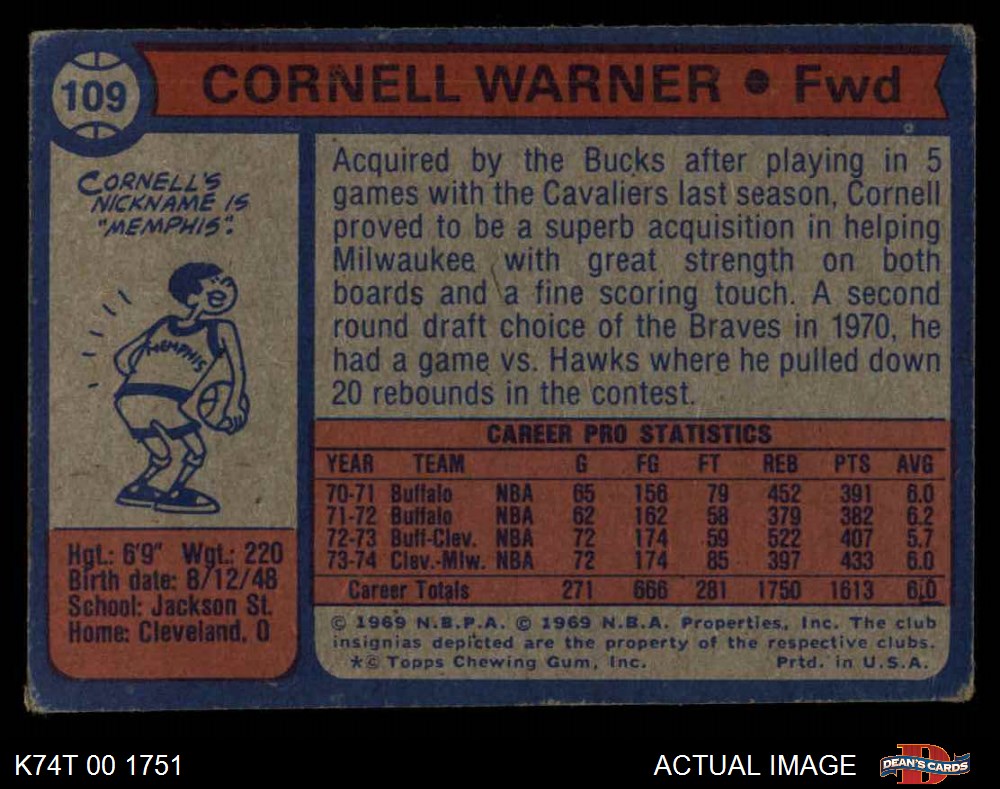 109
CORNELL WARNER • Fwd
CORNELL'S
NICKNAME IS
"MEMPHIS".
MEMPHIS
Acquired by the Bucks after playing in 5
games with the Cavaliers last season, Cornell
proved to be a superb acquisition in helping
Milwaukee with great strength on both
boards and a fine scoring touch. A second
round draft choice of the Braves in 1970, he
had a game vs. Hawks where he pulled down
20 rebounds in the contest.
CAREER PRO STATISTICS
YEAR TEAM G FG FT REB PTS AVG
70-71 Buffalo NBA 65 156 79 452 391 6.0
71-72 Buffalo NBA 62 162 58 379 382 6.2
72-73 Buff-Clev. NBA 72 174 59 522 407 5.7
73-74 Clev.-Mlw. NBA 72 174 85 397 433 6.0
Career Totals 271 666 281 1750 1613 6.0
Hgt.: 6'9" Wgt.: 220
Birth date: 8/12/48
School: Jackson St.
Home: Cleveland, O
© 1969 N.B.P.A. © 1969 N.B.A. Properties, Inc. The club
insignias depicted are the property of the respective clubs.
*© Topps Chewing Gum, Inc. Prtd. in U.S.A.
K74T 00 1751
ACTUAL IMAGE
D
DEAN'S CARDS